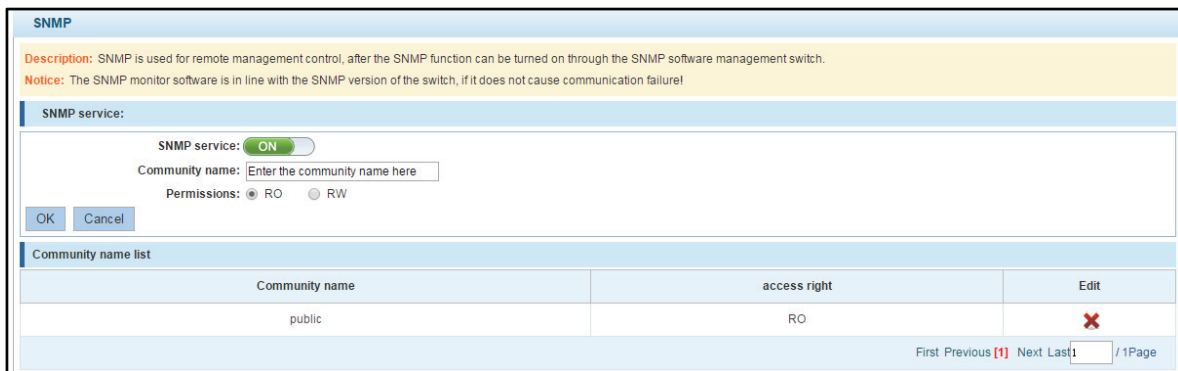 SNMP
Description: SNMP is used for remote management control, after the SNMP function can be turned on through the SNMP software management switch.
Notice: The SNMP monitor software is in line with the SNMP version of the switch, if it does not cause communication failure!
SNMP service:
SNMP service: ON
Community name: Enter the community name here
Permissions: RO RW
OK Cancel
Community name list
Community name access right Edit
public RO
First Previous [1] Next Last 1 / 1Page